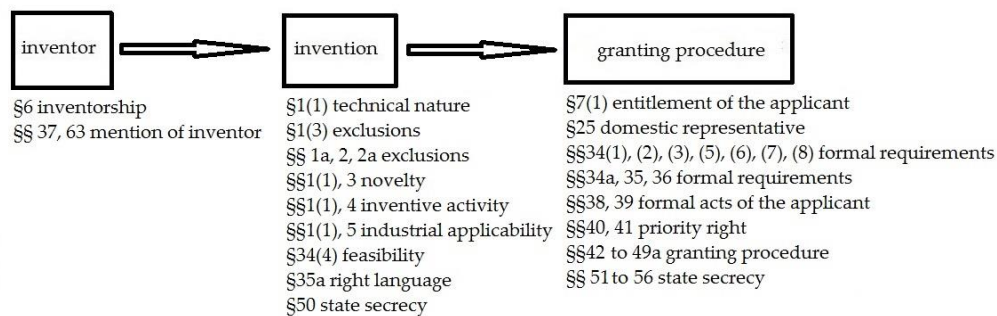 inventor
§6 inventorship
§§ 37, 63 mention of inventor
invention
§1(1) technical nature
§1(3) exclusions
§§ 1a, 2, 2a exclusions
§§1(1), 3 novelty
§§1(1), 4 inventive activity
§§1(1), 5 industrial applicability
§34(4) feasibility
§35a right language
§50 state secrecy
granting procedure
§7(1) entitlement of the applicant
§25 domestic representative
§§34(1), (2), (3), (5), (6), (7), (8) formal requirements
§§34a, 35, 36 formal requirements
§§38, 39 formal acts of the applicant
§§40, 41 priority right
§§42 to 49a granting procedure
§§ 51 to 56 state secrecy